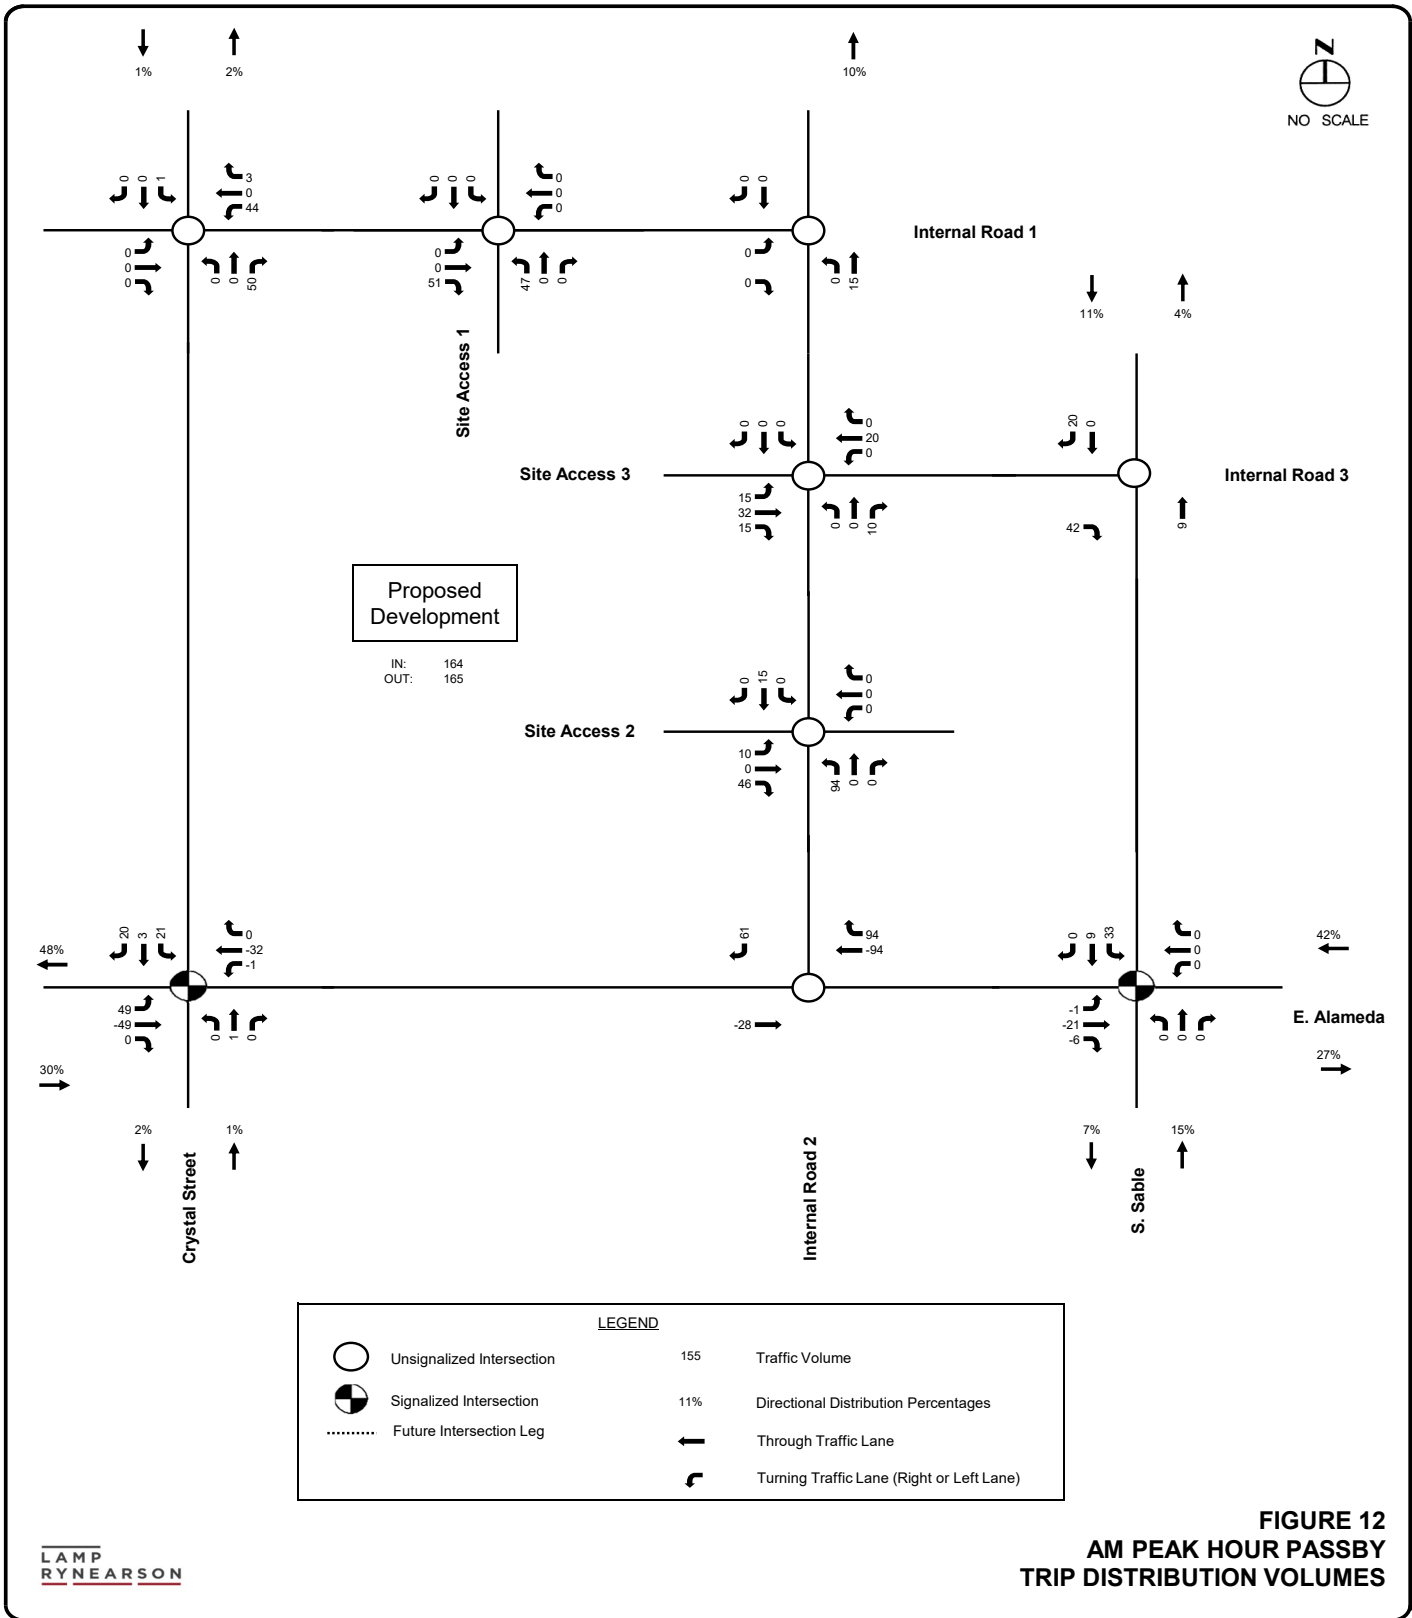 1% 2% 10%
N
NO SCALE
0 0 1 3
0
44
0 0 0 0
0
0
0 0
Internal Road 1
0
0
0
0 0 50
0
0
51
47 0 0
0
0
0 15
11% 4%
Site Access 1
0 0 0 0
20
0
20 0
Site Access 3
Internal Road 3
15
32
15
0 0 10
42
9
Proposed
Development
IN: 164
OUT: 165
0 15 0 0
0
0
Site Access 2
10
0
46
94 0 0
48%
20 3 21 0
-32
-1
61
94
-94
0 9 33 0
0
0
42%
49
-49
0
0 1 0
-28
-1
-21
-6
0 0 0
E. Alameda
30%
27%
2% 1% 7% 15%
Crystal Street
Internal Road 2
S. Sable
LEGEND
Unsignalized Intersection 155 Traffic Volume
Signalized Intersection 11% Directional Distribution Percentages
Future Intersection Leg
Through Traffic Lane
Turning Traffic Lane (Right or Left Lane)
FIGURE 12
AM PEAK HOUR PASSBY
TRIP DISTRIBUTION VOLUMES
LAMP
RYNEARSON